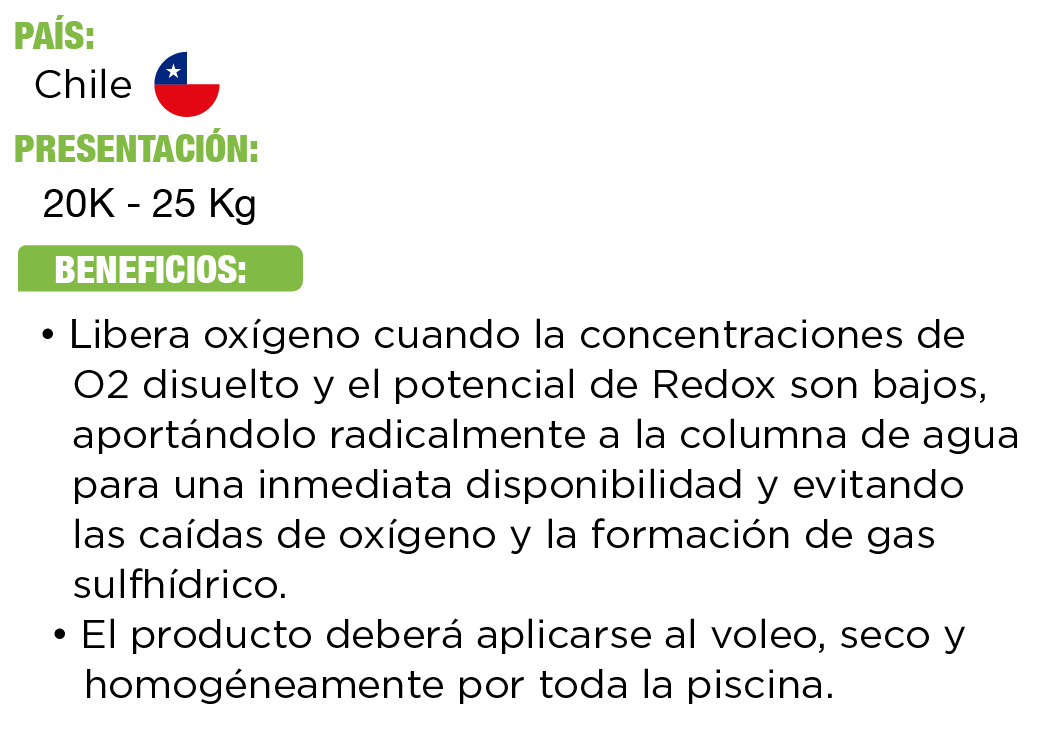 PAÍS:
Chile
PRESENTACIÓN:
20K - 25 Kg
BENEFICIOS:
• Libera oxígeno cuando la concentraciones de
O2 disuelto y el potencial de Redox son bajos,
aportándolo radicalmente a la columna de agua
para una inmediata disponibilidad y evitando
las caídas de oxígeno y la formación de gas
sulfhídrico.
• El producto deberá aplicarse al voleo, seco y
homogéneamente por toda la piscina.